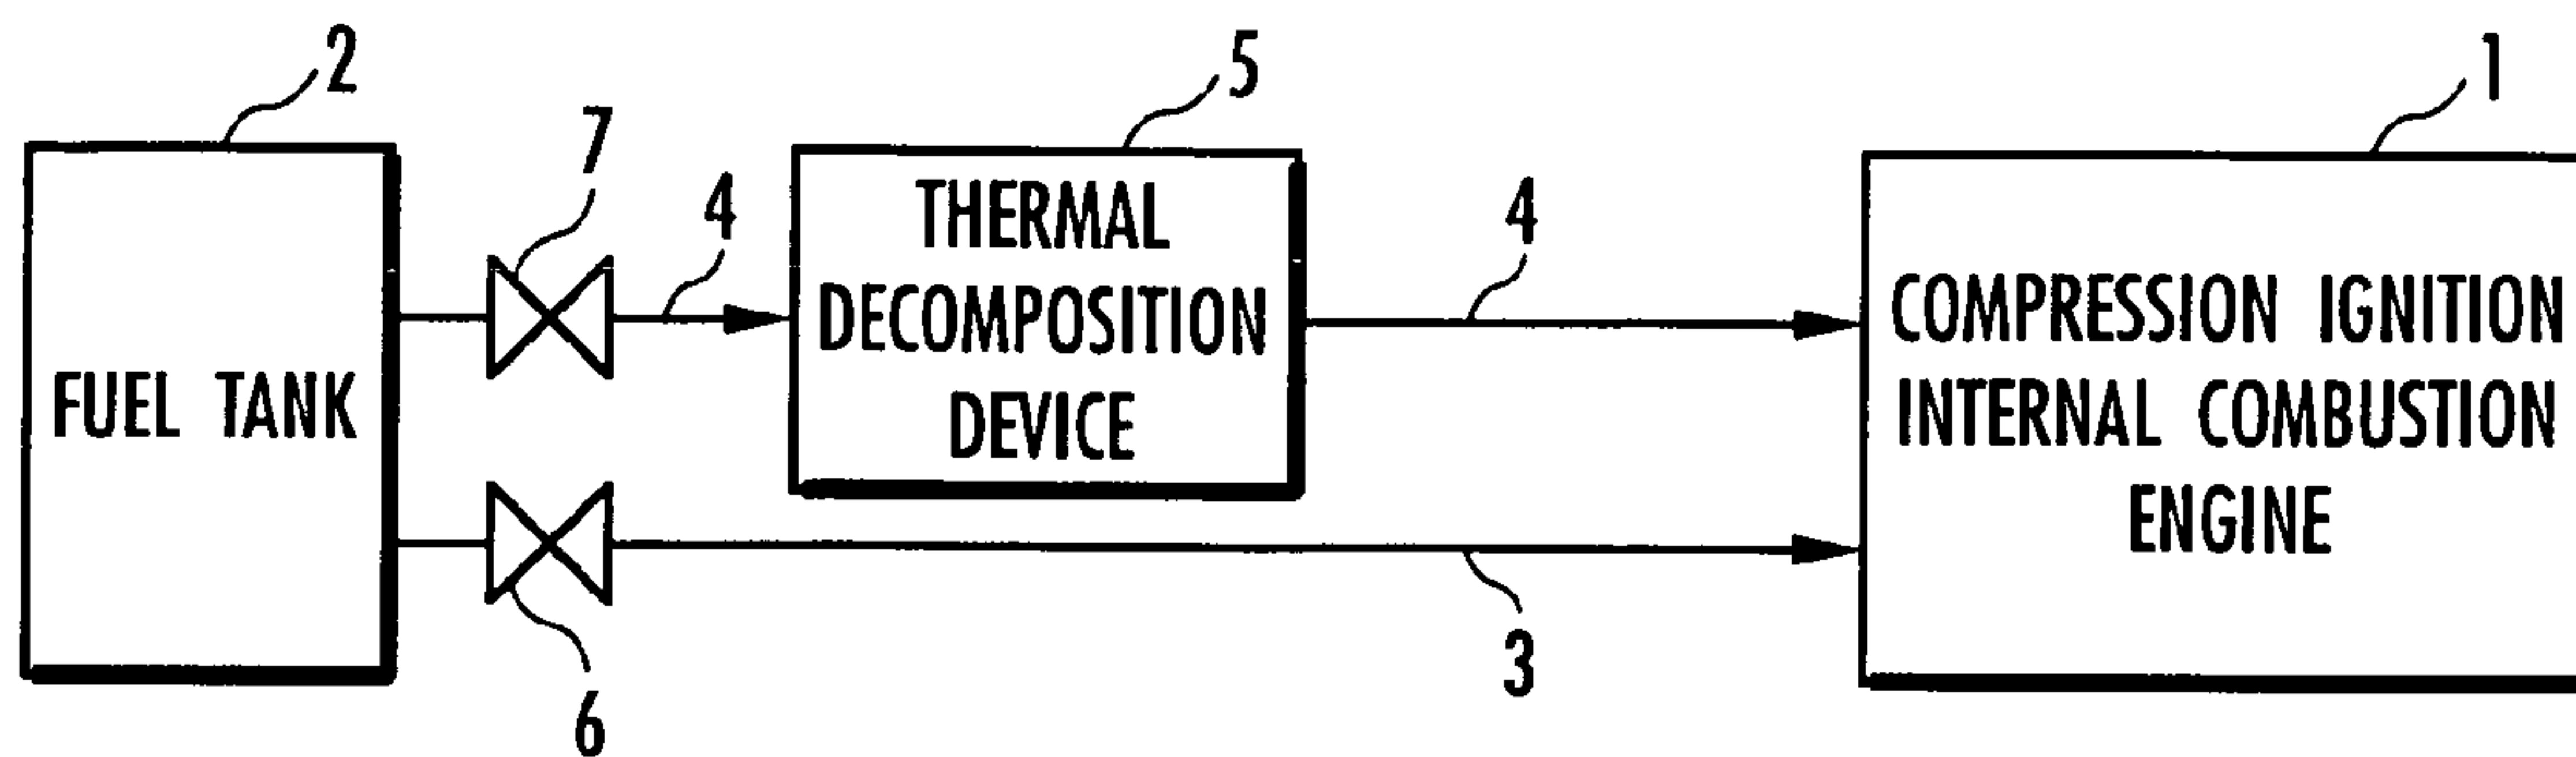 2
5
1
7
4
4
THERMAL
DECOMPOSITION
DEVICE
FUEL TANK
COMPRESSION IGNITION
INTERNAL COMBUSTION
ENGINE
3
6